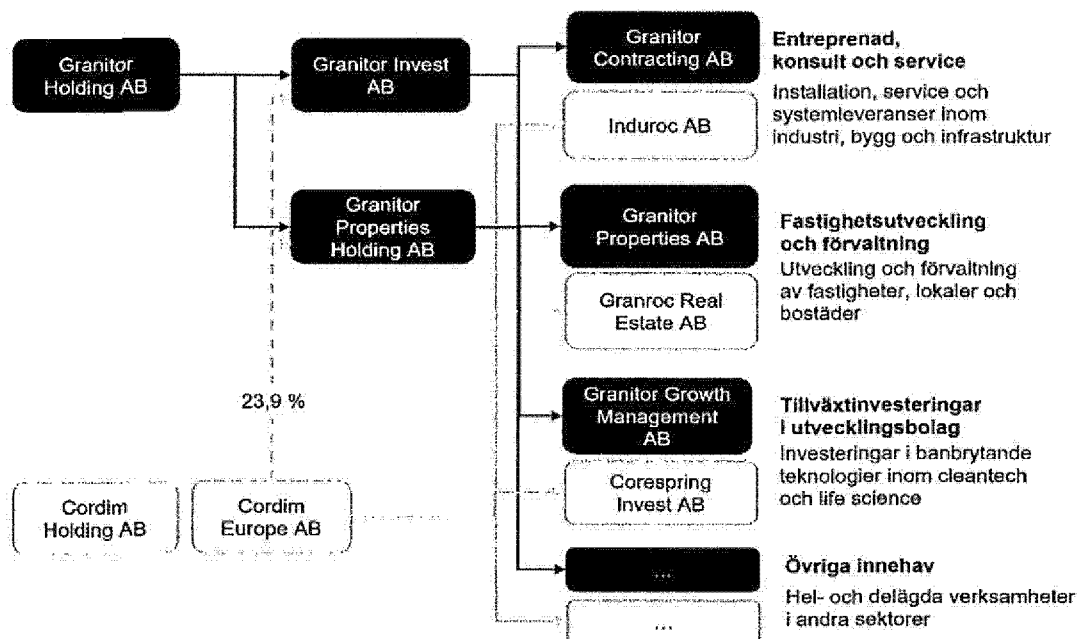 Granitor
Holding AB
Granitor Invest
AB
Granitor
Properties
Holding AB
23,9 %
Cordim
Holding AB
Cordim
Europe AB
Granitor
Contracting AB
Induroc AB
Entreprenad,
konsult och service
Installation, service och
systemleveranser inom
industri, bygg och infrastruktur
Granitor
Properties AB
Granroc Real
Estate AB
Fastighetsutveckling
och förvaltning
Utveckling och förvaltning
av fastigheter, lokaler och
bostäder
Granitor Growth
Management
AB
Corespring
Invest AB
Tillväxtinvesteringar
i utvecklingsbolag
Investeringar i banbrytande
teknologier inom cleantech
och life science
...
...
Övriga innehav
Hel- och delägda verksamheter
i andra sektorer